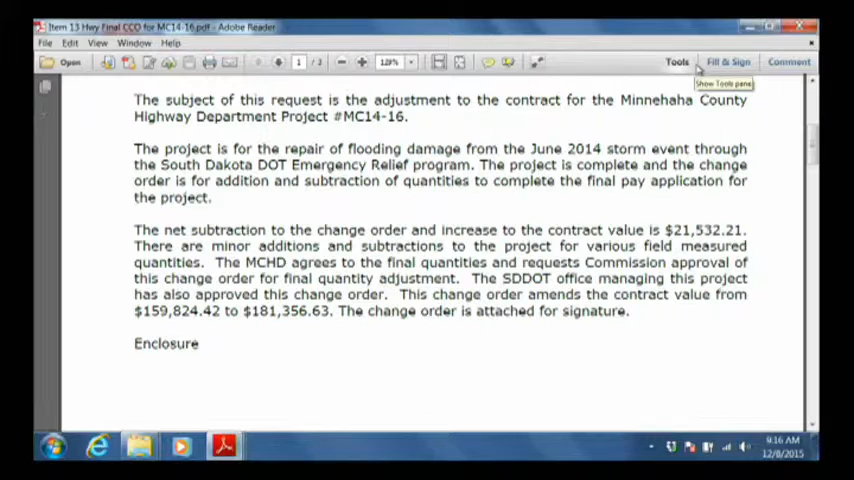 Item 13 Hwy Final CCO for MC14-16.pdf - Adobe Reader
File Edit View Window Help
Open 1 / 3 129% Tools Fill & Sign Comment
Show Tools pane
The subject of this request is the adjustment to the contract for the Minnehaha County
Highway Department Project #MC14-16.
The project is for the repair of flooding damage from the June 2014 storm event through
the South Dakota DOT Emergency Relief program. The project is complete and the change
order is for addition and subtraction of quantities to complete the final pay application for
the project.
The net subtraction to the change order and increase to the contract value is $21,532.21.
There are minor additions and subtractions to the project for various field measured
quantities. The MCHD agrees to the final quantities and requests Commission approval of
this change order for final quantity adjustment. The SDDOT office managing this project
has also approved this change order. This change order amends the contract value from
$159,824.42 to $181,356.63. The change order is attached for signature.
Enclosure
9:16 AM
12/8/2015